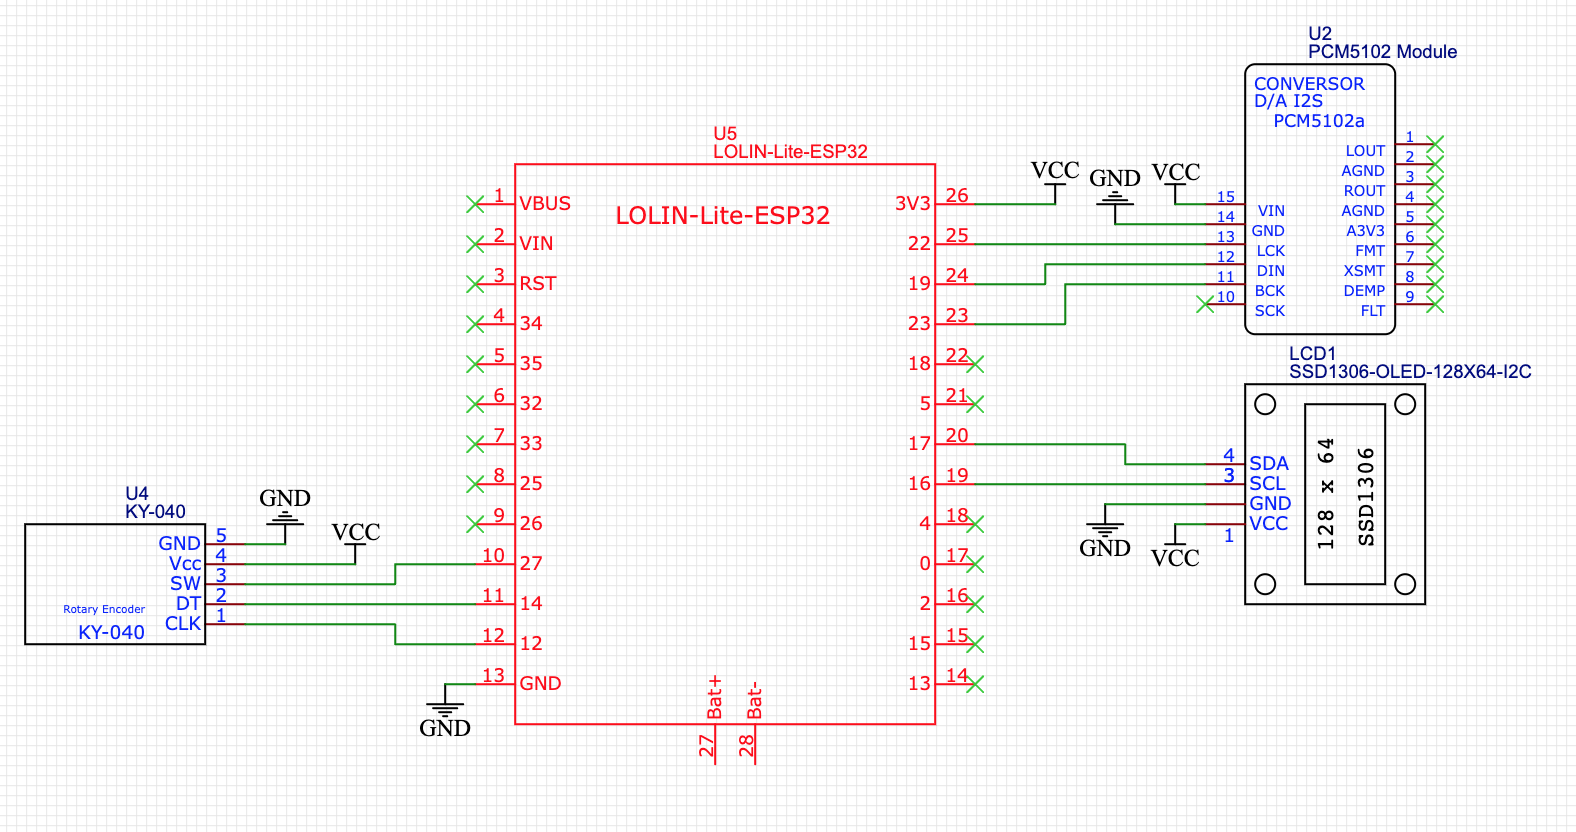 U2
PCM5102 Module
CONVERSOR
D/A I2S
PCM5102a
15 VIN
14 GND
13 LCK
12 DIN
11 BCK
10 SCK
LOUT 1
AGND 2
ROUT 3
AGND 4
A3V3 5
FMT 6
XSMT 7
DEMP 8
FLT 9
VCC
GND
VCC
U5
LOLIN-Lite-ESP32
LOLIN-Lite-ESP32
1 VBUS
2 VIN
3 RST
4 34
5 35
6 32
7 33
8 25
9 26
10 27
11 14
12 12
13 GND
3V3 26
22 25
19 24
23 23
18 22
5 21
17 20
16 19
4 18
0 17
2 16
15 15
13 14
Bat+
Bat-
27
28
GND
LCD1
SSD1306-OLED-128X64-I2C
4 SDA
3 SCL
GND
VCC
1
128 x 64
SSD1306
GND
VCC
U4
KY-040
GND 5
Vcc 4
SW 3
DT 2
CLK 1
Rotary Encoder
KY-040
GND
VCC